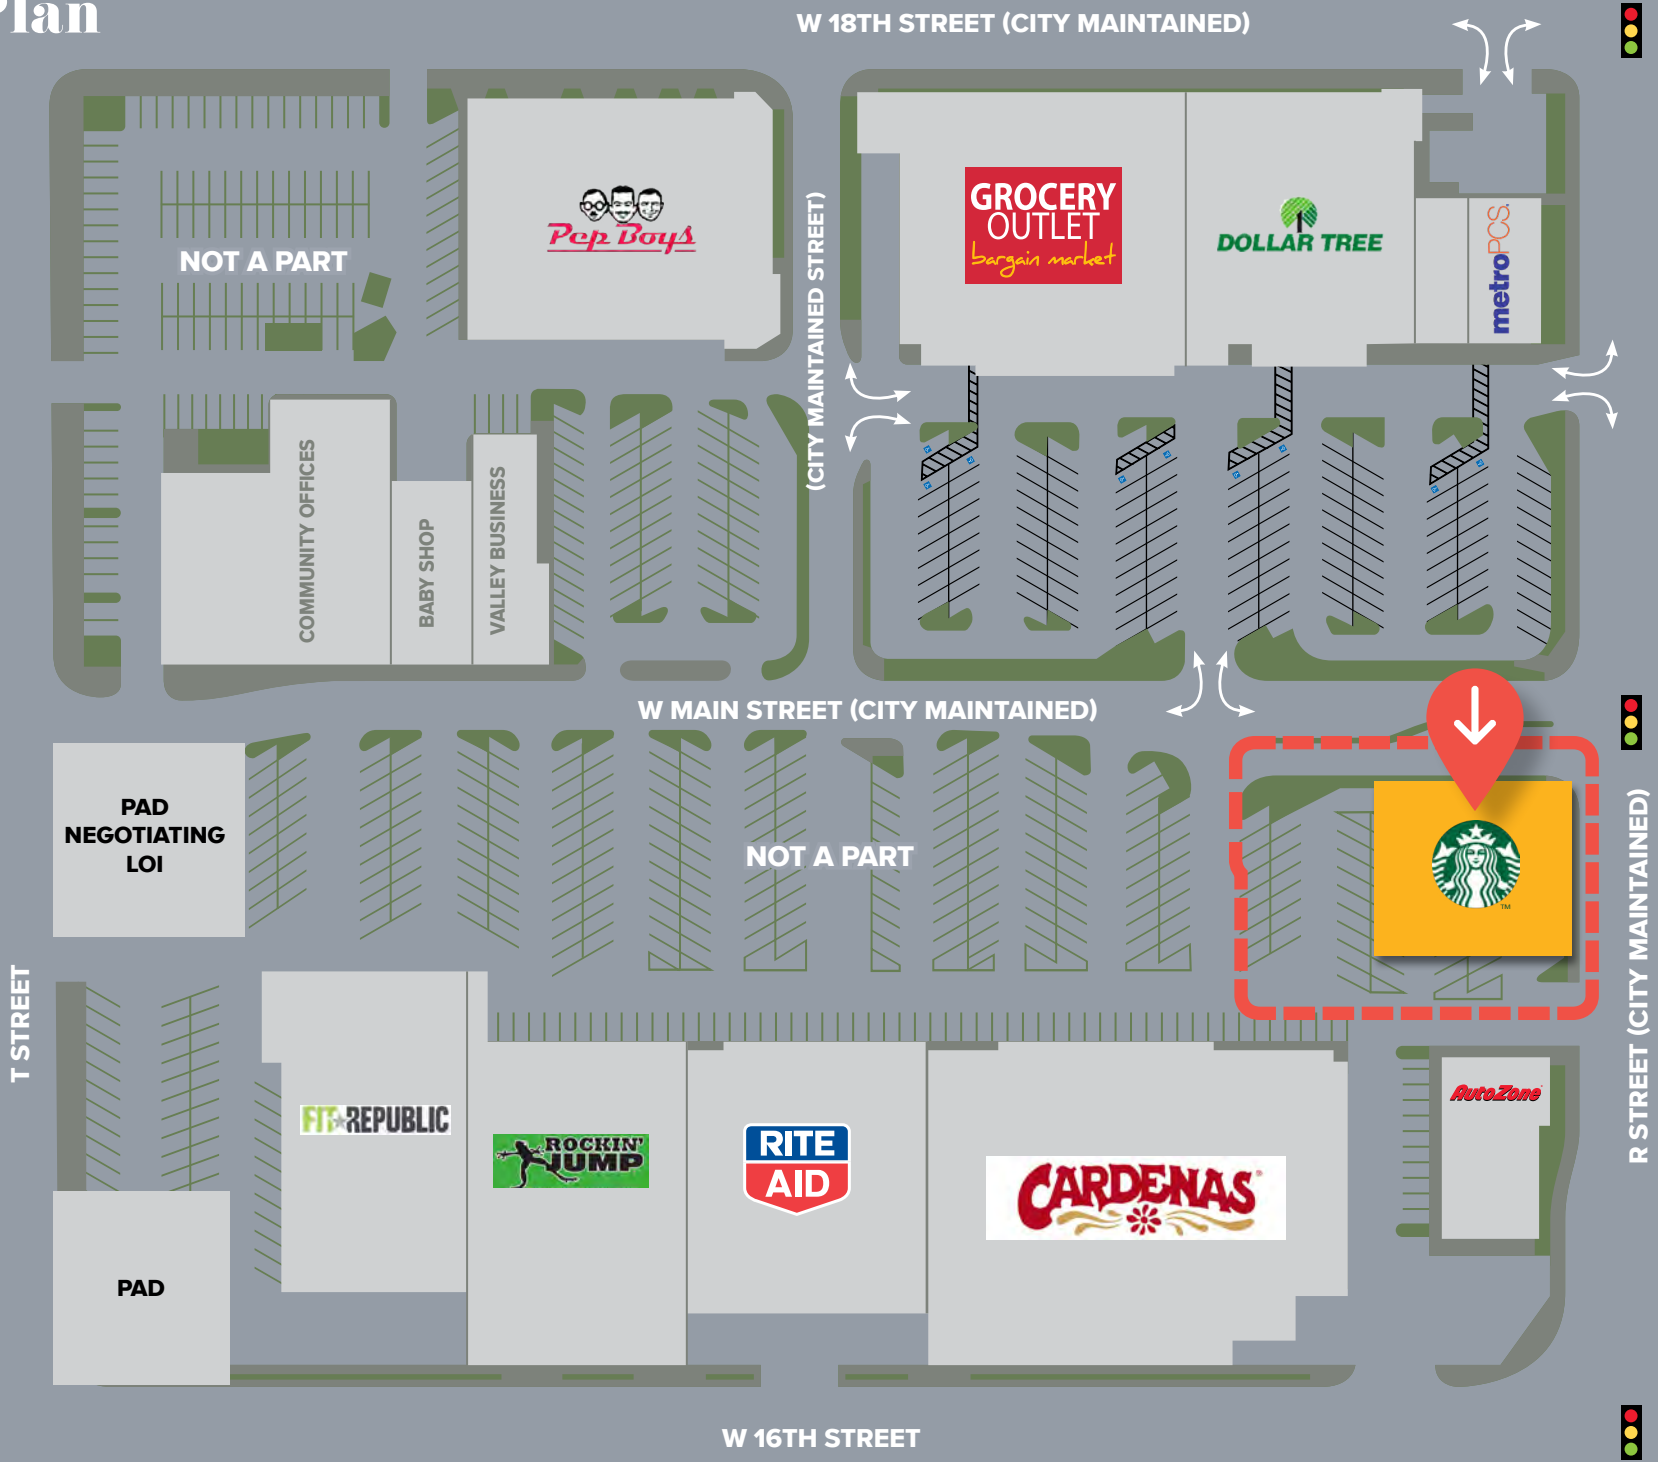 Plan
W 18TH STREET (CITY MAINTAINED)
NOT A PART
Pep Boys
(CITY MAINTAINED STREET)
GROCERY
OUTLET
bargain market
DOLLAR TREE
metroPCS.
COMMUNITY OFFICES
BABY SHOP
VALLEY BUSINESS
W MAIN STREET (CITY MAINTAINED)
PAD
NEGOTIATING
LOI
NOT A PART
TM
R STREET (CITY MAINTAINED)
T STREET
FIT REPUBLIC
ROCKIN'
JUMP
RITE
AID
CARDENAS
AutoZone
PAD
W 16TH STREET